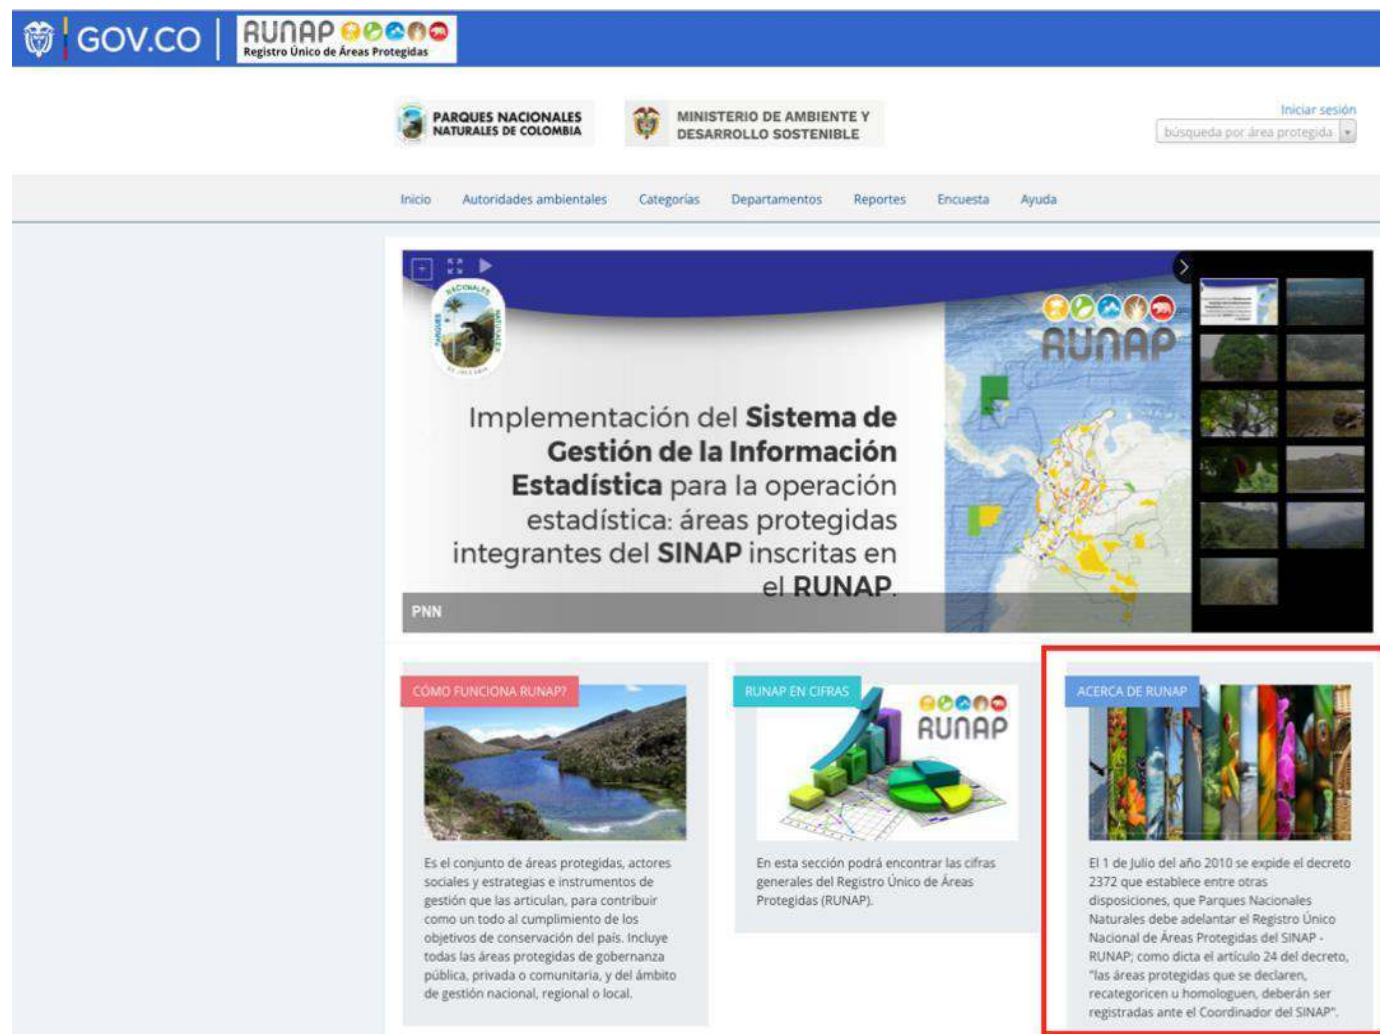 GOV.CO
RUNAP
Registro Único de Áreas Protegidas
PARQUES NACIONALES
NATURALES DE COLOMBIA
MINISTERIO DE AMBIENTE Y
DESARROLLO SOSTENIBLE
Iniciar sesión
búsqueda por área protegida
Inicio Autoridades ambientales Categorías Departamentos Reportes Encuesta Ayuda
RUNAP
Implementación del Sistema de
Gestión de la Información
Estadística para la operación
estadística: áreas protegidas
integrantes del SINAP inscritas en
el RUNAP.
PNN
CÓMO FUNCIONA RUNAP?
Es el conjunto de áreas protegidas, actores
sociales y estrategias e instrumentos de
gestión que las articulan, para contribuir
como un todo al cumplimiento de los
objetivos de conservación del país. Incluye
todas las áreas protegidas de gobernanza
pública, privada o comunitaria, y del ámbito
de gestión nacional, regional o local.
RUNAP EN CIFRAS
RUNAP
En esta sección podrá encontrar las cifras
generales del Registro Único de Áreas
Protegidas (RUNAP).
ACERCA DE RUNAP
El 1 de Julio del año 2010 se expide el decreto
2372 que establece entre otras
disposiciones, que Parques Nacionales
Naturales debe adelantar el Registro Único
Nacional de Áreas Protegidas del SINAP -
RUNAP; como dicta el artículo 24 del decreto,
"las áreas protegidas que se declaren,
recategoricen u homologuen, deberán ser
registradas ante el Coordinador del SINAP".